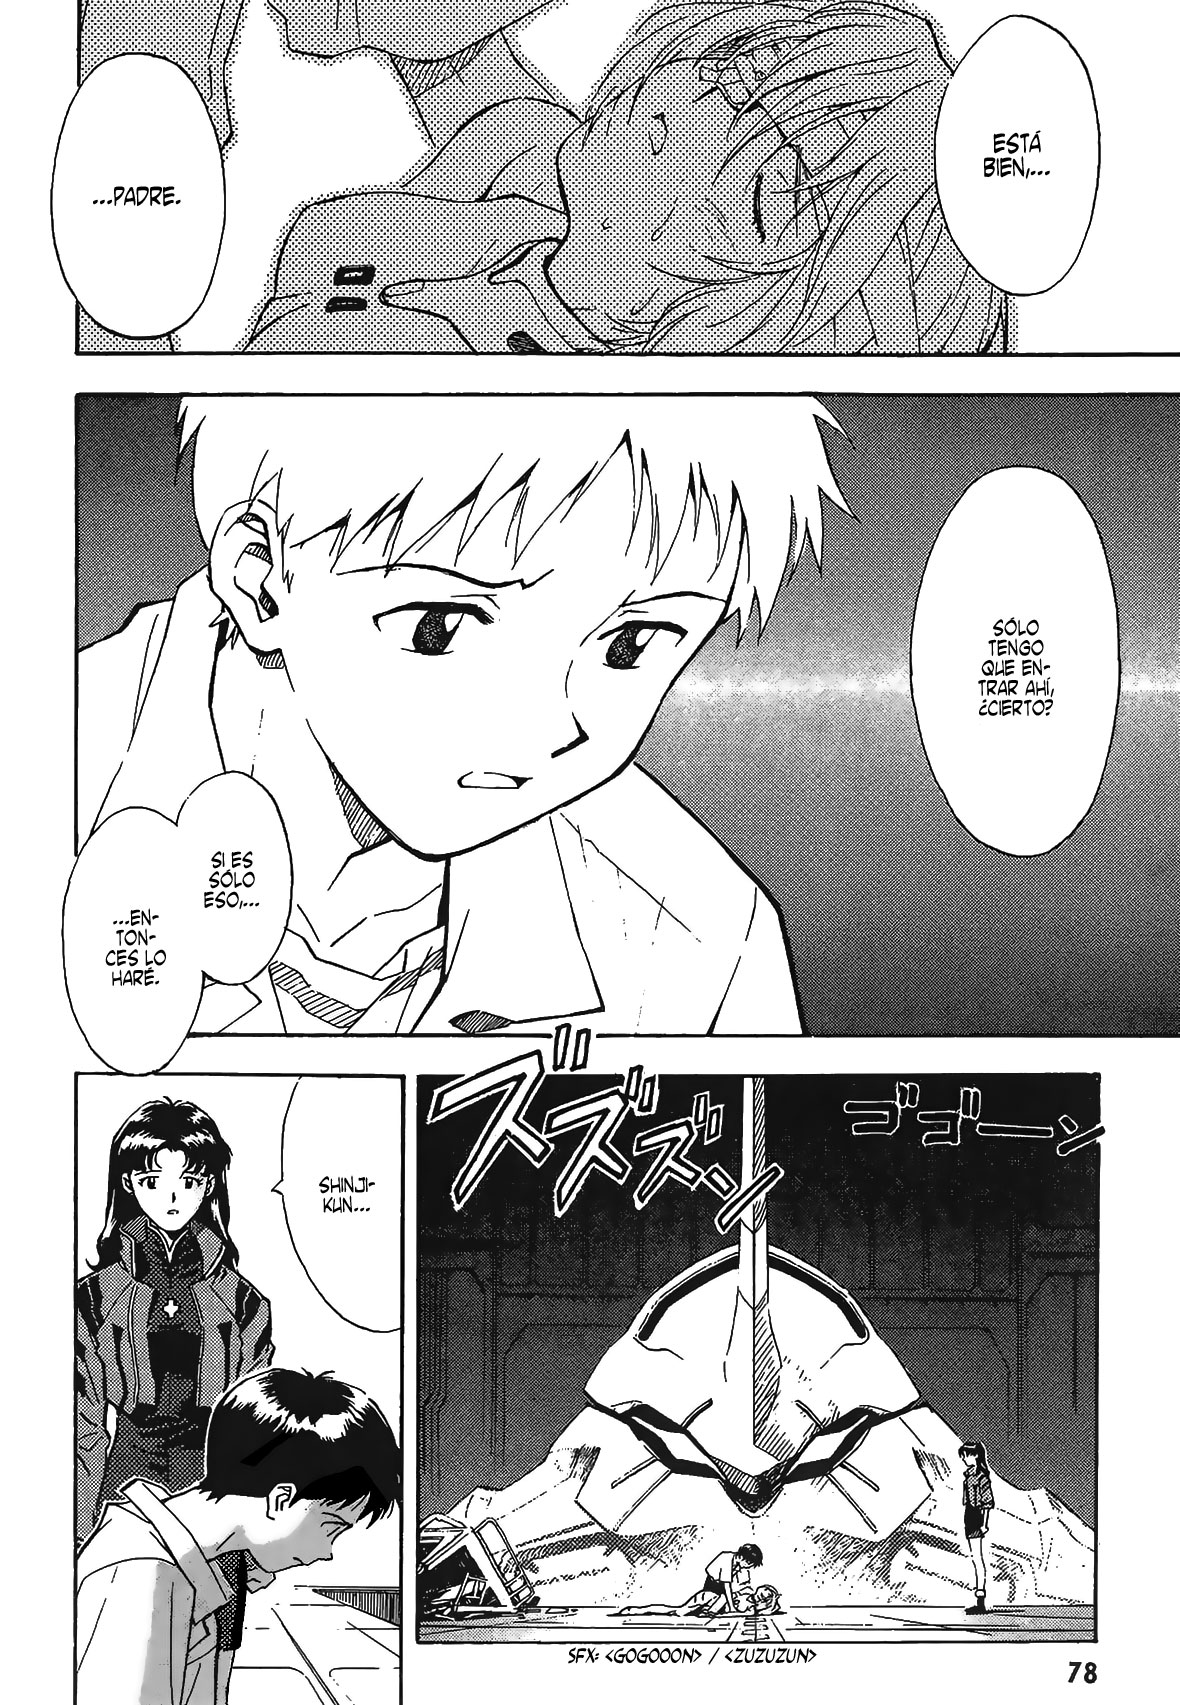 ESTÁ
BIEN,...
...PADRE.
SÓLO
TENGO
QUE EN-
TRAR AHÍ,
¿CIERTO?
SI ES
SÓLO
ESO,...
...EN-
TON-
CES LO
HARÉ.
ゴゴゴーン
ズズズン
SHINJI-
KUN...
SFX: <GOGOOON> / <ZUZUZUN>
78